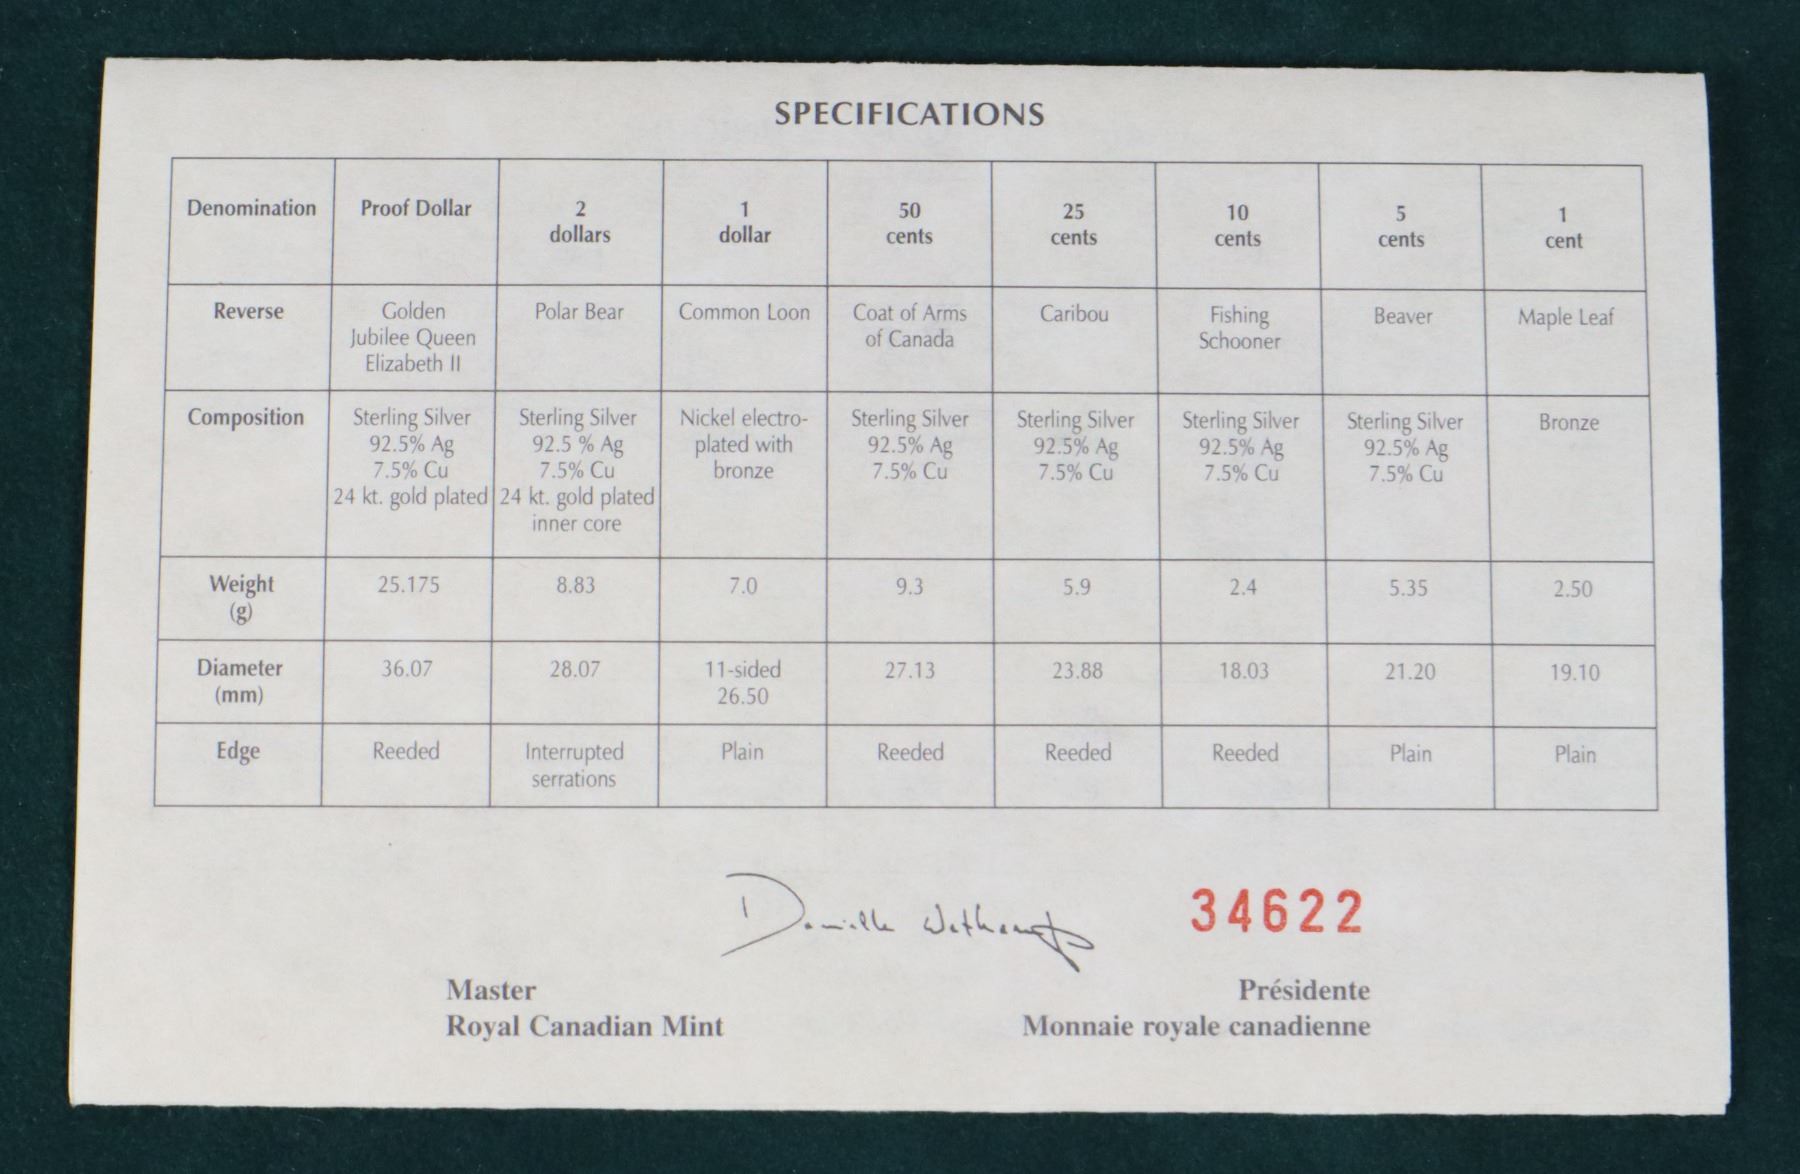 SPECIFICATIONS
Denomination Proof Dollar 2 dollars 1 dollar 50 cents 25 cents 10 cents 5 cents 1 cent
Reverse Golden Jubilee Queen Elizabeth II Polar Bear Common Loon Coat of Arms of Canada Caribou Fishing Schooner Beaver Maple Leaf
Composition Sterling Silver 92.5% Ag 7.5% Cu 24 kt. gold plated Sterling Silver 92.5 % Ag 7.5% Cu 24 kt. gold plated inner core Nickel electro-plated with bronze Sterling Silver 92.5% Ag 7.5% Cu Sterling Silver 92.5% Ag 7.5% Cu Sterling Silver 92.5% Ag 7.5% Cu Sterling Silver 92.5% Ag 7.5% Cu Bronze
Weight (g) 25.175 8.83 7.0 9.3 5.9 2.4 5.35 2.50
Diameter (mm) 36.07 28.07 11-sided 26.50 27.13 23.88 18.03 21.20 19.10
Edge Reeded Interrupted serrations Plain Reeded Reeded Reeded Plain Plain
Danielle
34622
Master
Royal Canadian Mint
Présidente
Monnaie royale canadienne